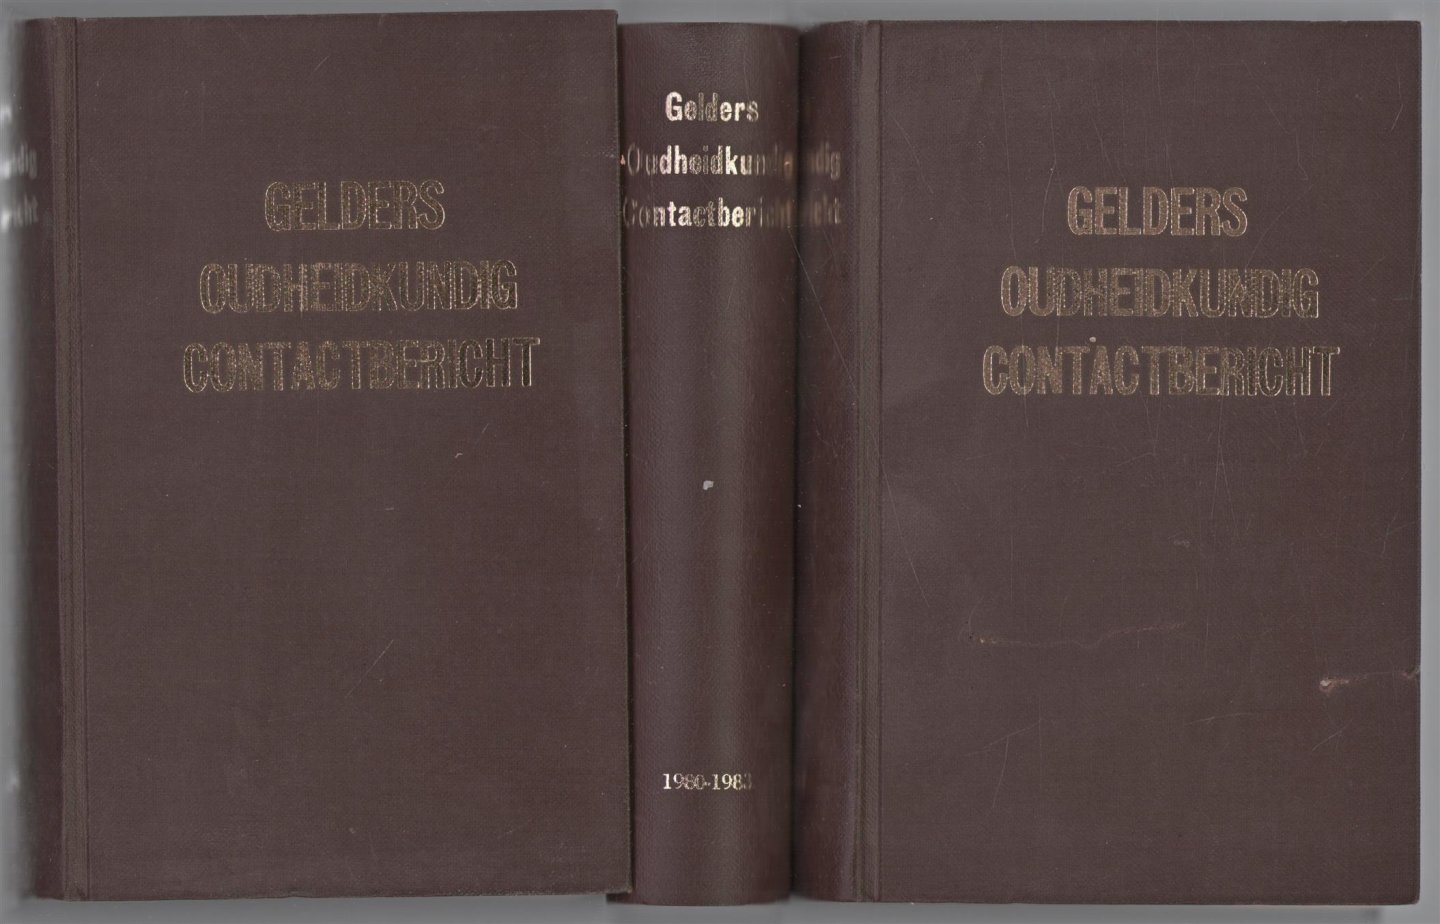 GELDERS
OUDHEIDKUNDIG
CONTACTBERICHT
Gelders
Oudheidkundig
Contactbericht
1980-1983
GELDERS
OUDHEIDKUNDIG
CONTACTBERICHT